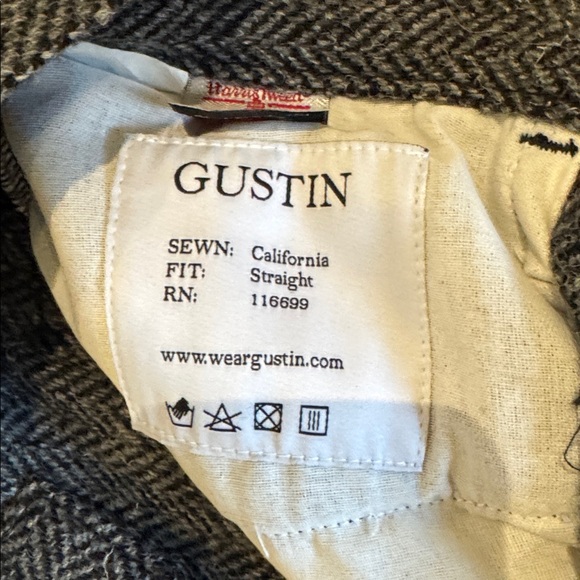 Harris Tweed
GUSTIN
SEWN: California
FIT: Straight
RN: 116699
www.weargustin.com